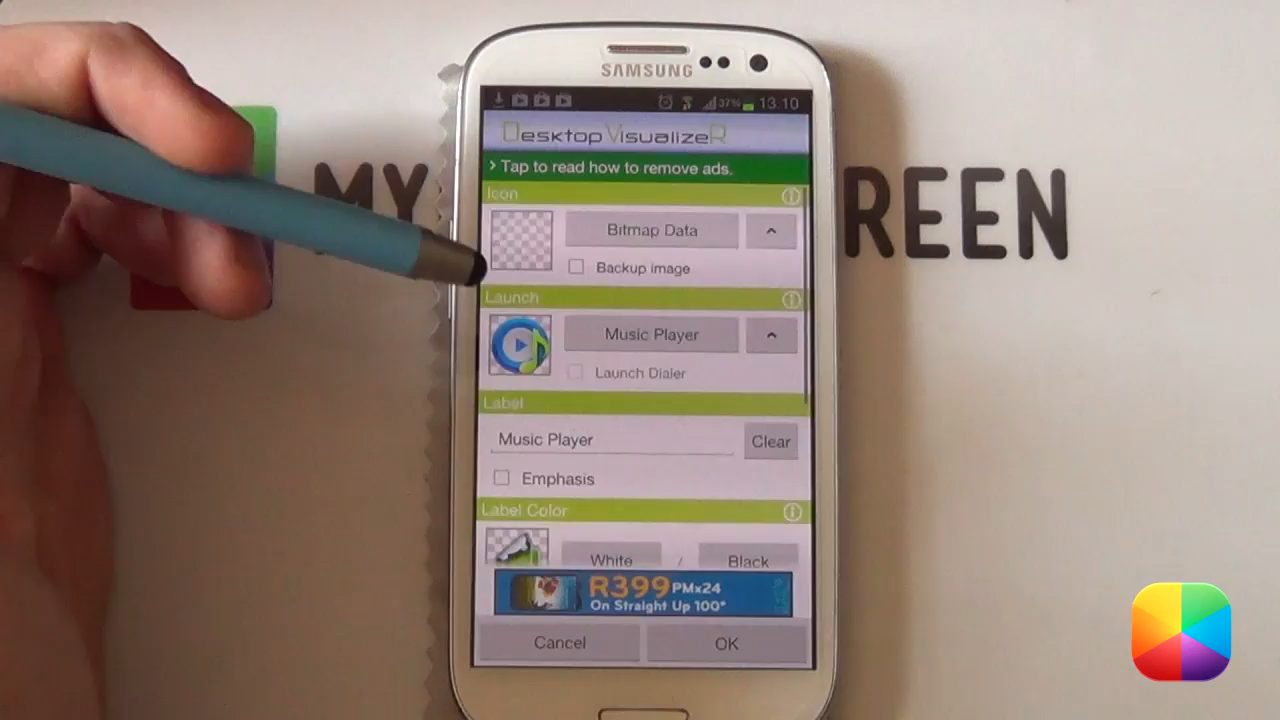 SAMSUNG
37% 13.10
Desktop VisualizeR
> Tap to read how to remove ads.
Icon
Bitmap Data
Backup image
Launch
Music Player
Launch Dialer
Label
Music Player
Clear
Emphasis
Label Color
White / Black
R399 PMx24
On Straight Up 100*
Cancel
OK
MY
REEN